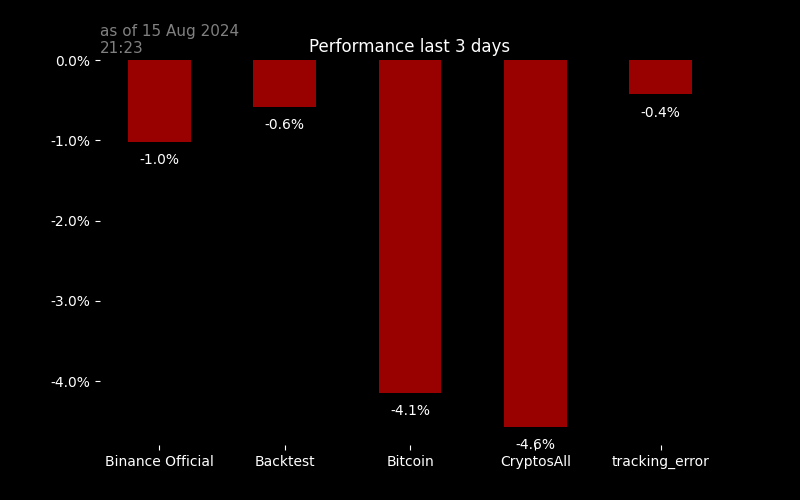 as of 15 Aug 2024
21:23
Performance last 3 days
0.0%
-1.0%
-2.0%
-3.0%
-4.0%
-1.0%
-0.6%
-4.1%
-4.6%
-0.4%
Binance Official
Backtest
Bitcoin
CryptosAll
tracking_error